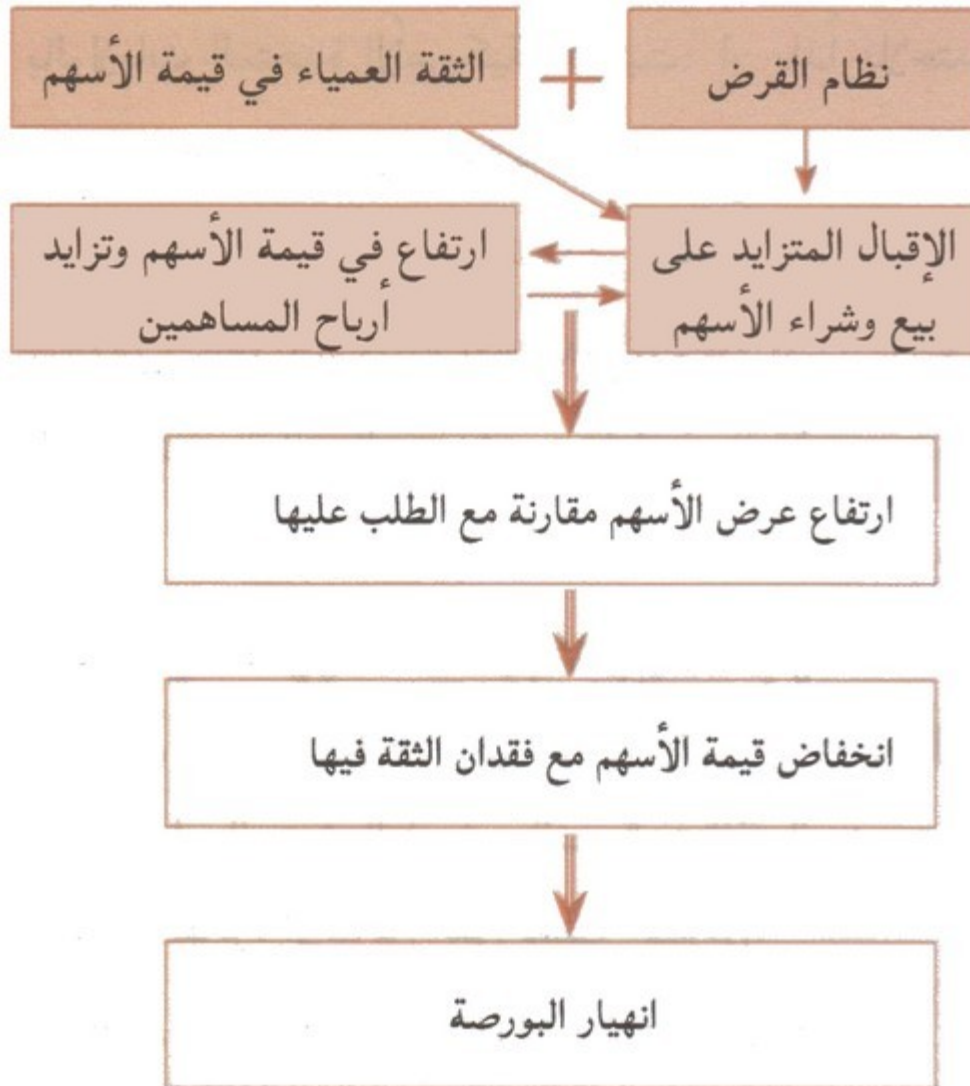 نظام القرض
+
الثقة العمياء في قيمة الأسهم
الإقبال المتزايد على
بيع وشراء الأسهم
ارتفاع في قيمة الأسهم وتزايد
أرباح المساهمين
ارتفاع عرض الأسهم مقارنة مع الطلب عليها
انخفاض قيمة الأسهم مع فقدان الثقة فيها
انهيار البورصة